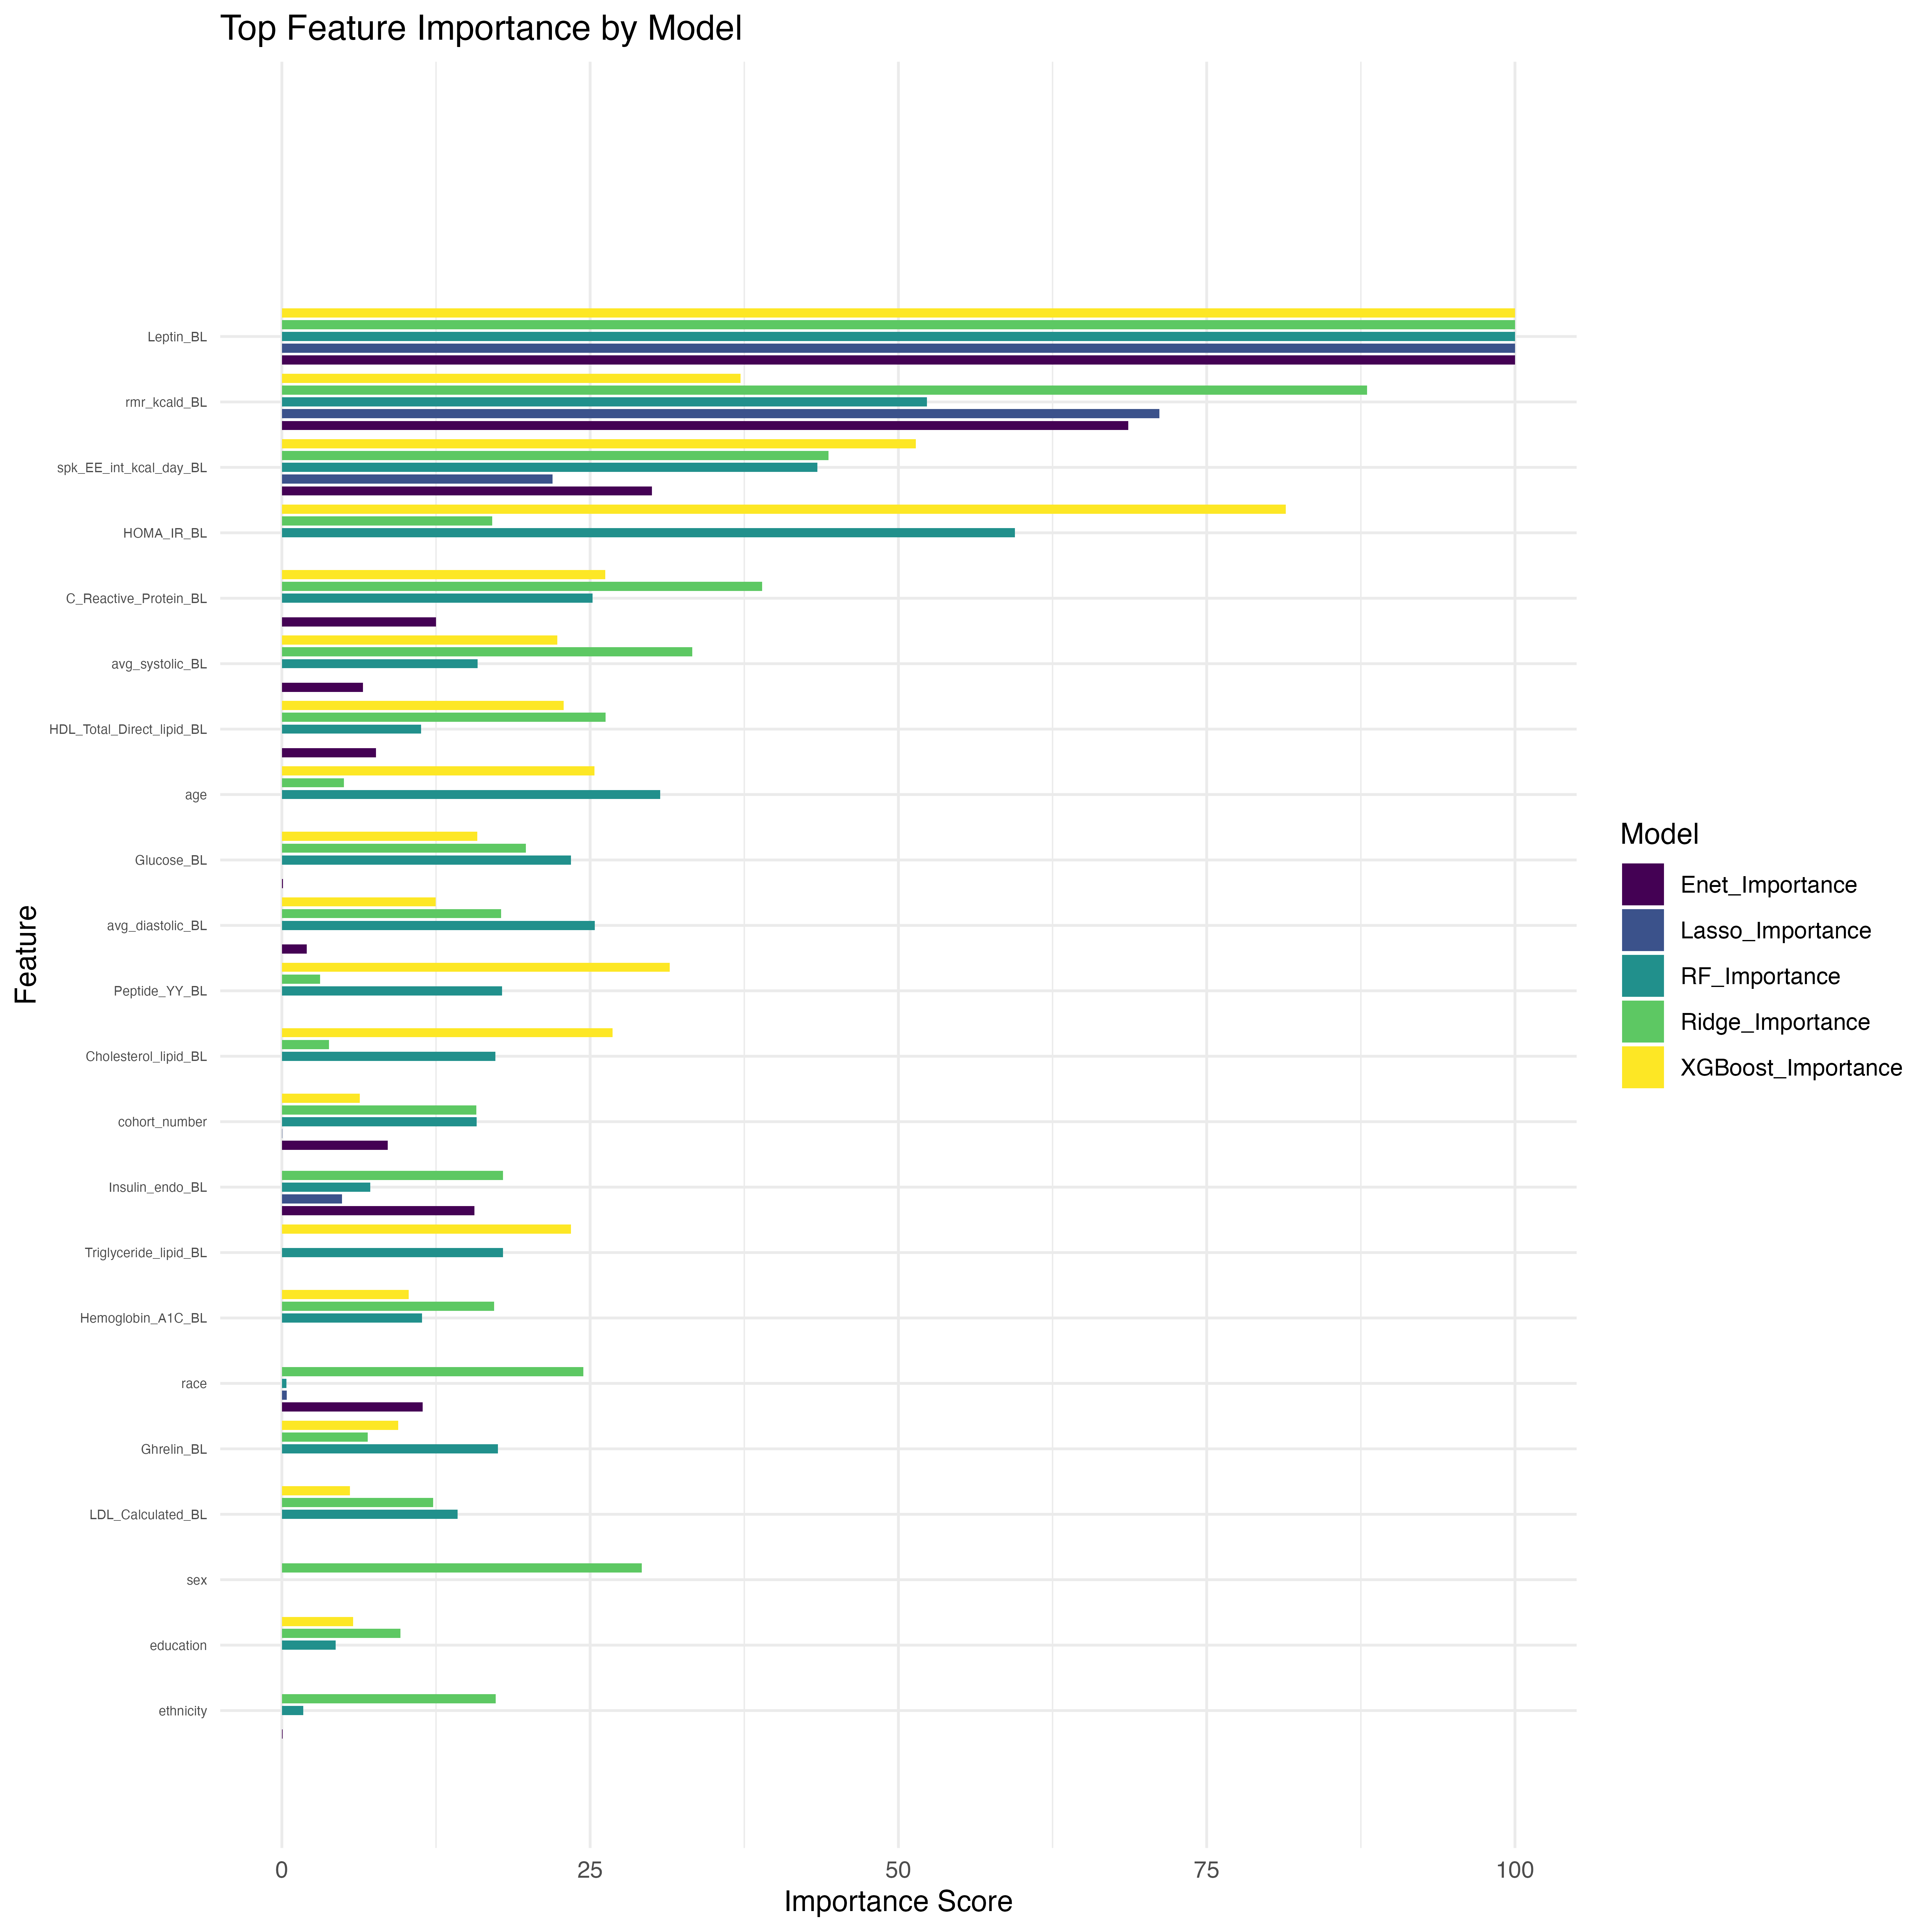 Top Feature Importance by Model
Feature
Leptin_BL
rmr_kcald_BL
spk_EE_int_kcal_day_BL
HOMA_IR_BL
C_Reactive_Protein_BL
avg_systolic_BL
HDL_Total_Direct_lipid_BL
age
Glucose_BL
avg_diastolic_BL
Peptide_YY_BL
Cholesterol_lipid_BL
cohort_number
Insulin_endo_BL
Triglyceride_lipid_BL
Hemoglobin_A1C_BL
race
Ghrelin_BL
LDL_Calculated_BL
sex
education
ethnicity
0 25 50 75 100
Importance Score
Model
Enet_Importance
Lasso_Importance
RF_Importance
Ridge_Importance
XGBoost_Importance